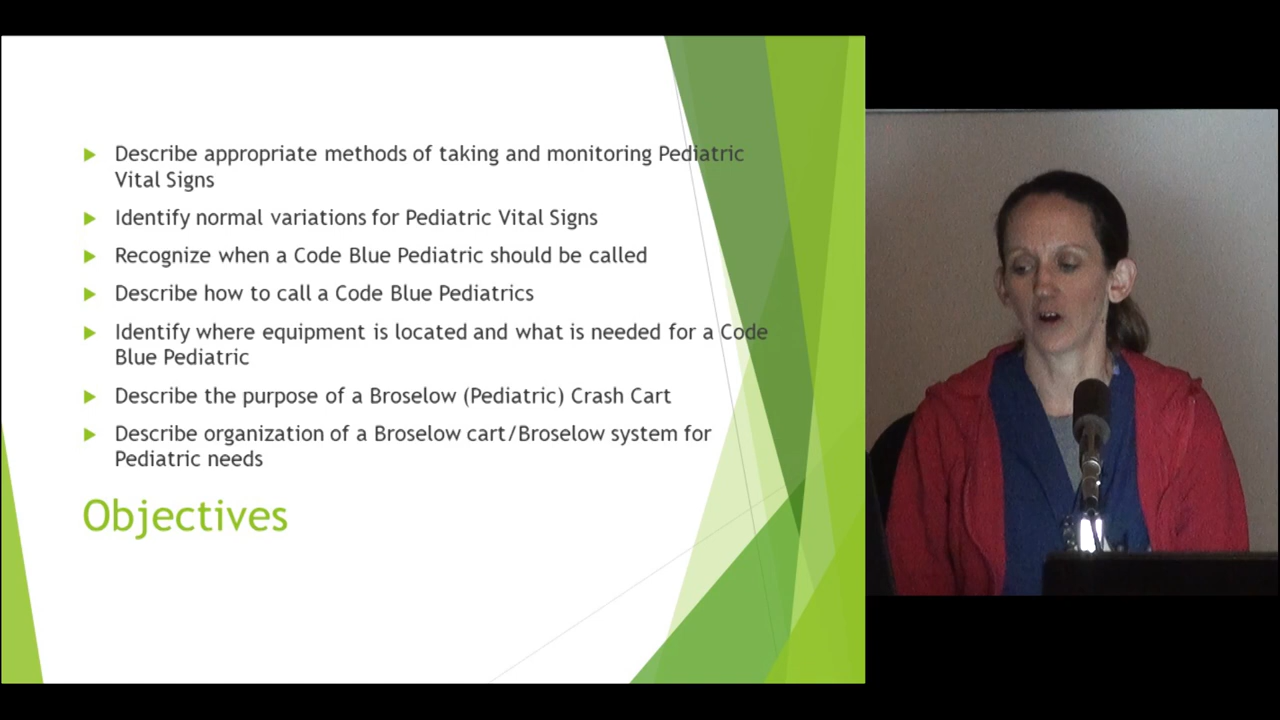 Describe appropriate methods of taking and monitoring Pediatric
Vital Signs
Identify normal variations for Pediatric Vital Signs
Recognize when a Code Blue Pediatric should be called
Describe how to call a Code Blue Pediatrics
Identify where equipment is located and what is needed for a Code
Blue Pediatric
Describe the purpose of a Broselow (Pediatric) Crash Cart
Describe organization of a Broselow cart/Broselow system for
Pediatric needs
Objectives